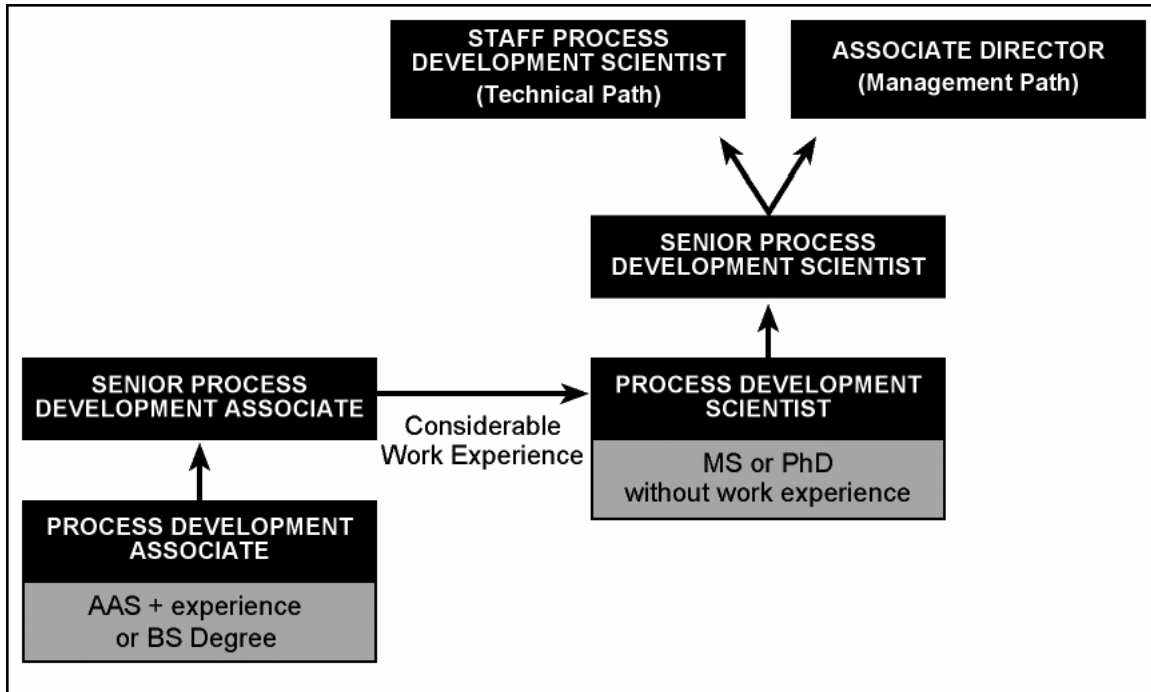 STAFF PROCESS
DEVELOPMENT SCIENTIST
(Technical Path)
ASSOCIATE DIRECTOR
(Management Path)
SENIOR PROCESS
DEVELOPMENT SCIENTIST
SENIOR PROCESS
DEVELOPMENT ASSOCIATE
Considerable
Work Experience
PROCESS DEVELOPMENT
SCIENTIST
MS or PhD
without work experience
PROCESS DEVELOPMENT
ASSOCIATE
AAS + experience
or BS Degree